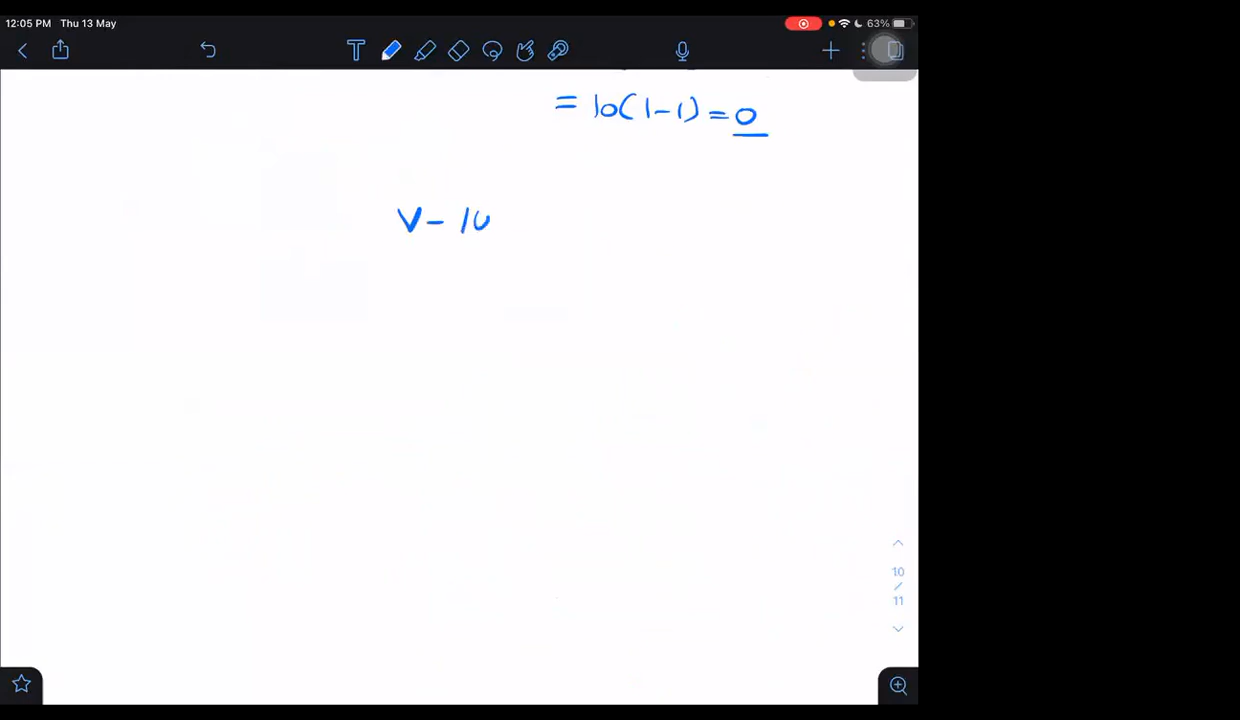 12:05 PM Thu 13 May 63%
T
= 10(1-1) = 0
V - 10
10
/
11